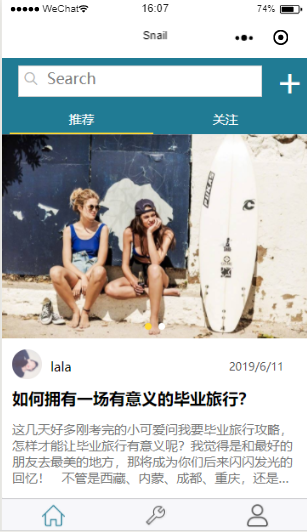 WeChat 16:07 74%
Snail
Search
推荐 关注
lala 2019/6/11
如何拥有一场有意义的毕业旅行？
这几天好多刚考完的小可爱问我要毕业旅行攻略，
怎样才能让毕业旅行有意义呢？我觉得是和最好的
朋友去最美的地方，那将成为你们后来闪闪发光的
回忆！ 不管是西藏、内蒙、成都、重庆，还是...